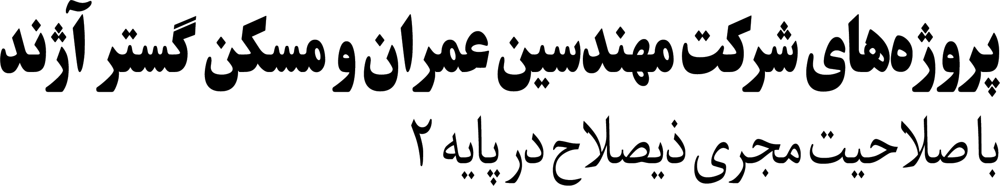 پروژه‌های شرکت مهندسین عمران و مسکن گستر آژند
با صلاحیت مجری ذیصلاح در پایه ۲